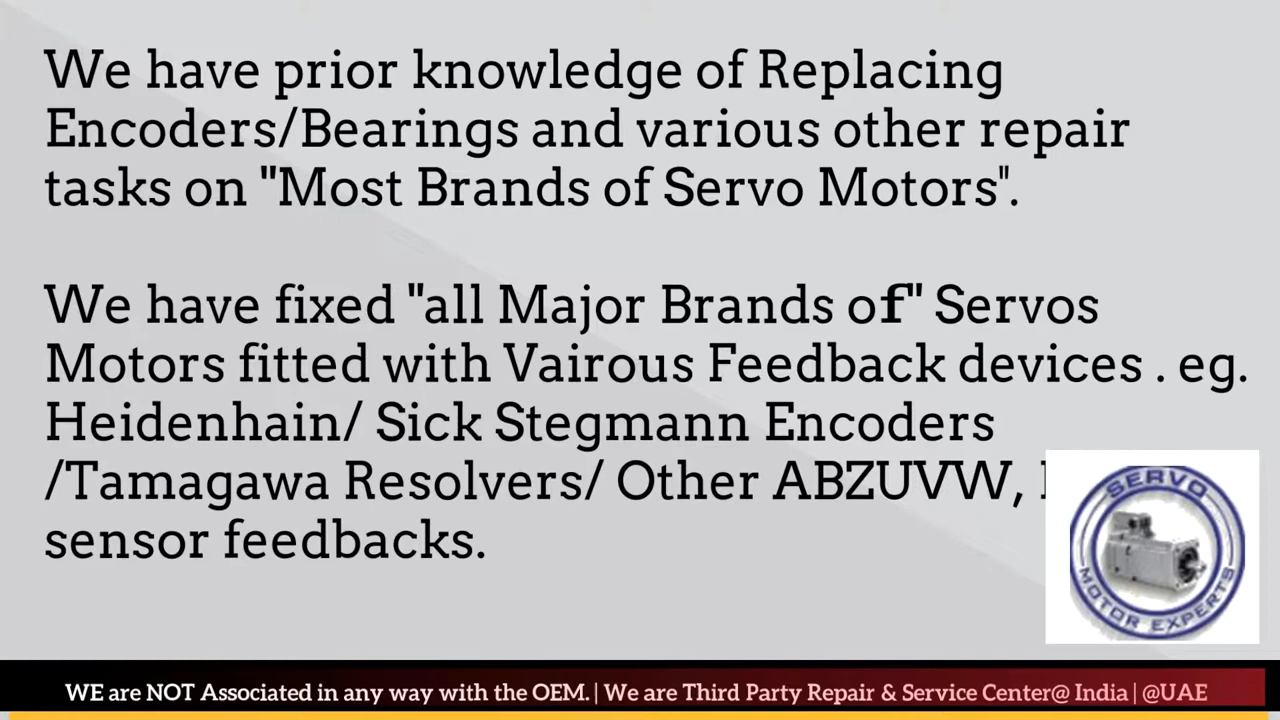 We have prior knowledge of Replacing
Encoders/Bearings and various other repair
tasks on "Most Brands of Servo Motors".
We have fixed "all Major Brands of" Servos
Motors fitted with Vairous Feedback devices . eg.
Heidenhain/ Sick Stegmann Encoders
/Tamagawa Resolvers/ Other ABZUVW,
sensor feedbacks.
SERVO
MOTOR EXPERTS
WE are NOT Associated in any way with the OEM. | We are Third Party Repair & Service Center@ India | @UAE